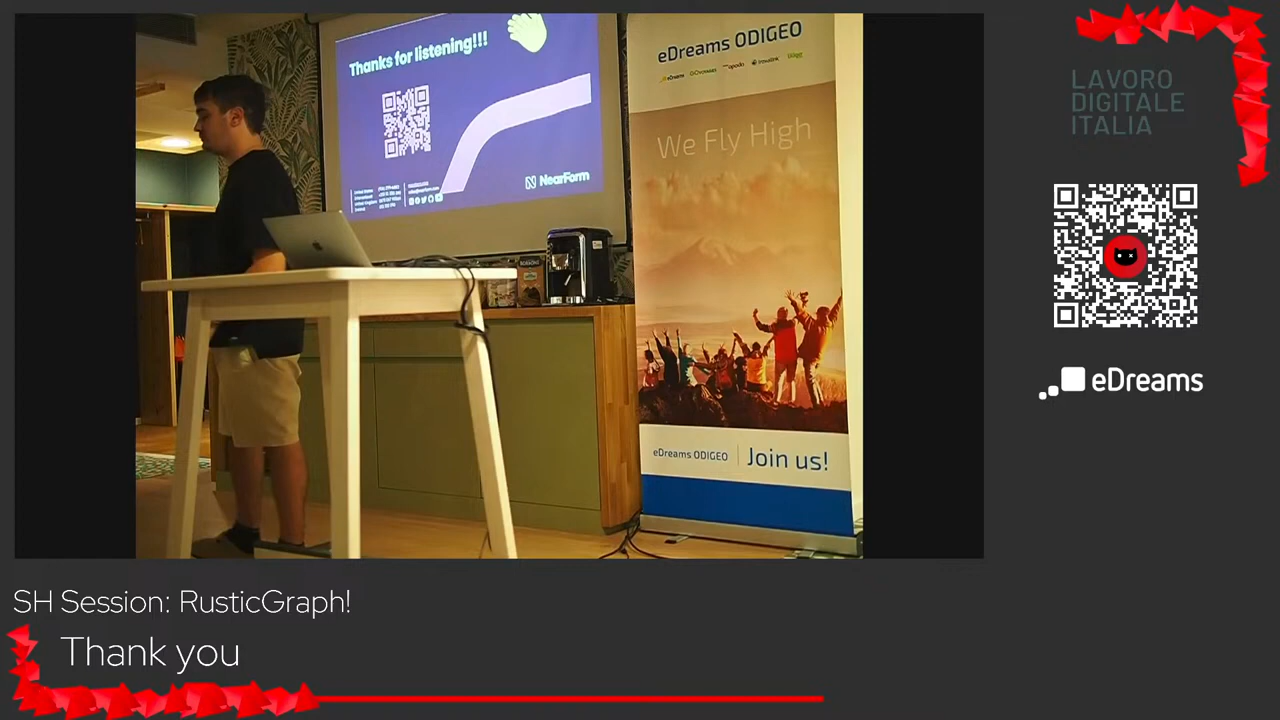 Thanks for listening!!!
NearForm
eDreams ODIGEO
We Fly High
eDreams ODIGEO
Join us!
LAVORO
DIGITALE
ITALIA
eDreams
SH Session: RusticGraph!
Thank you